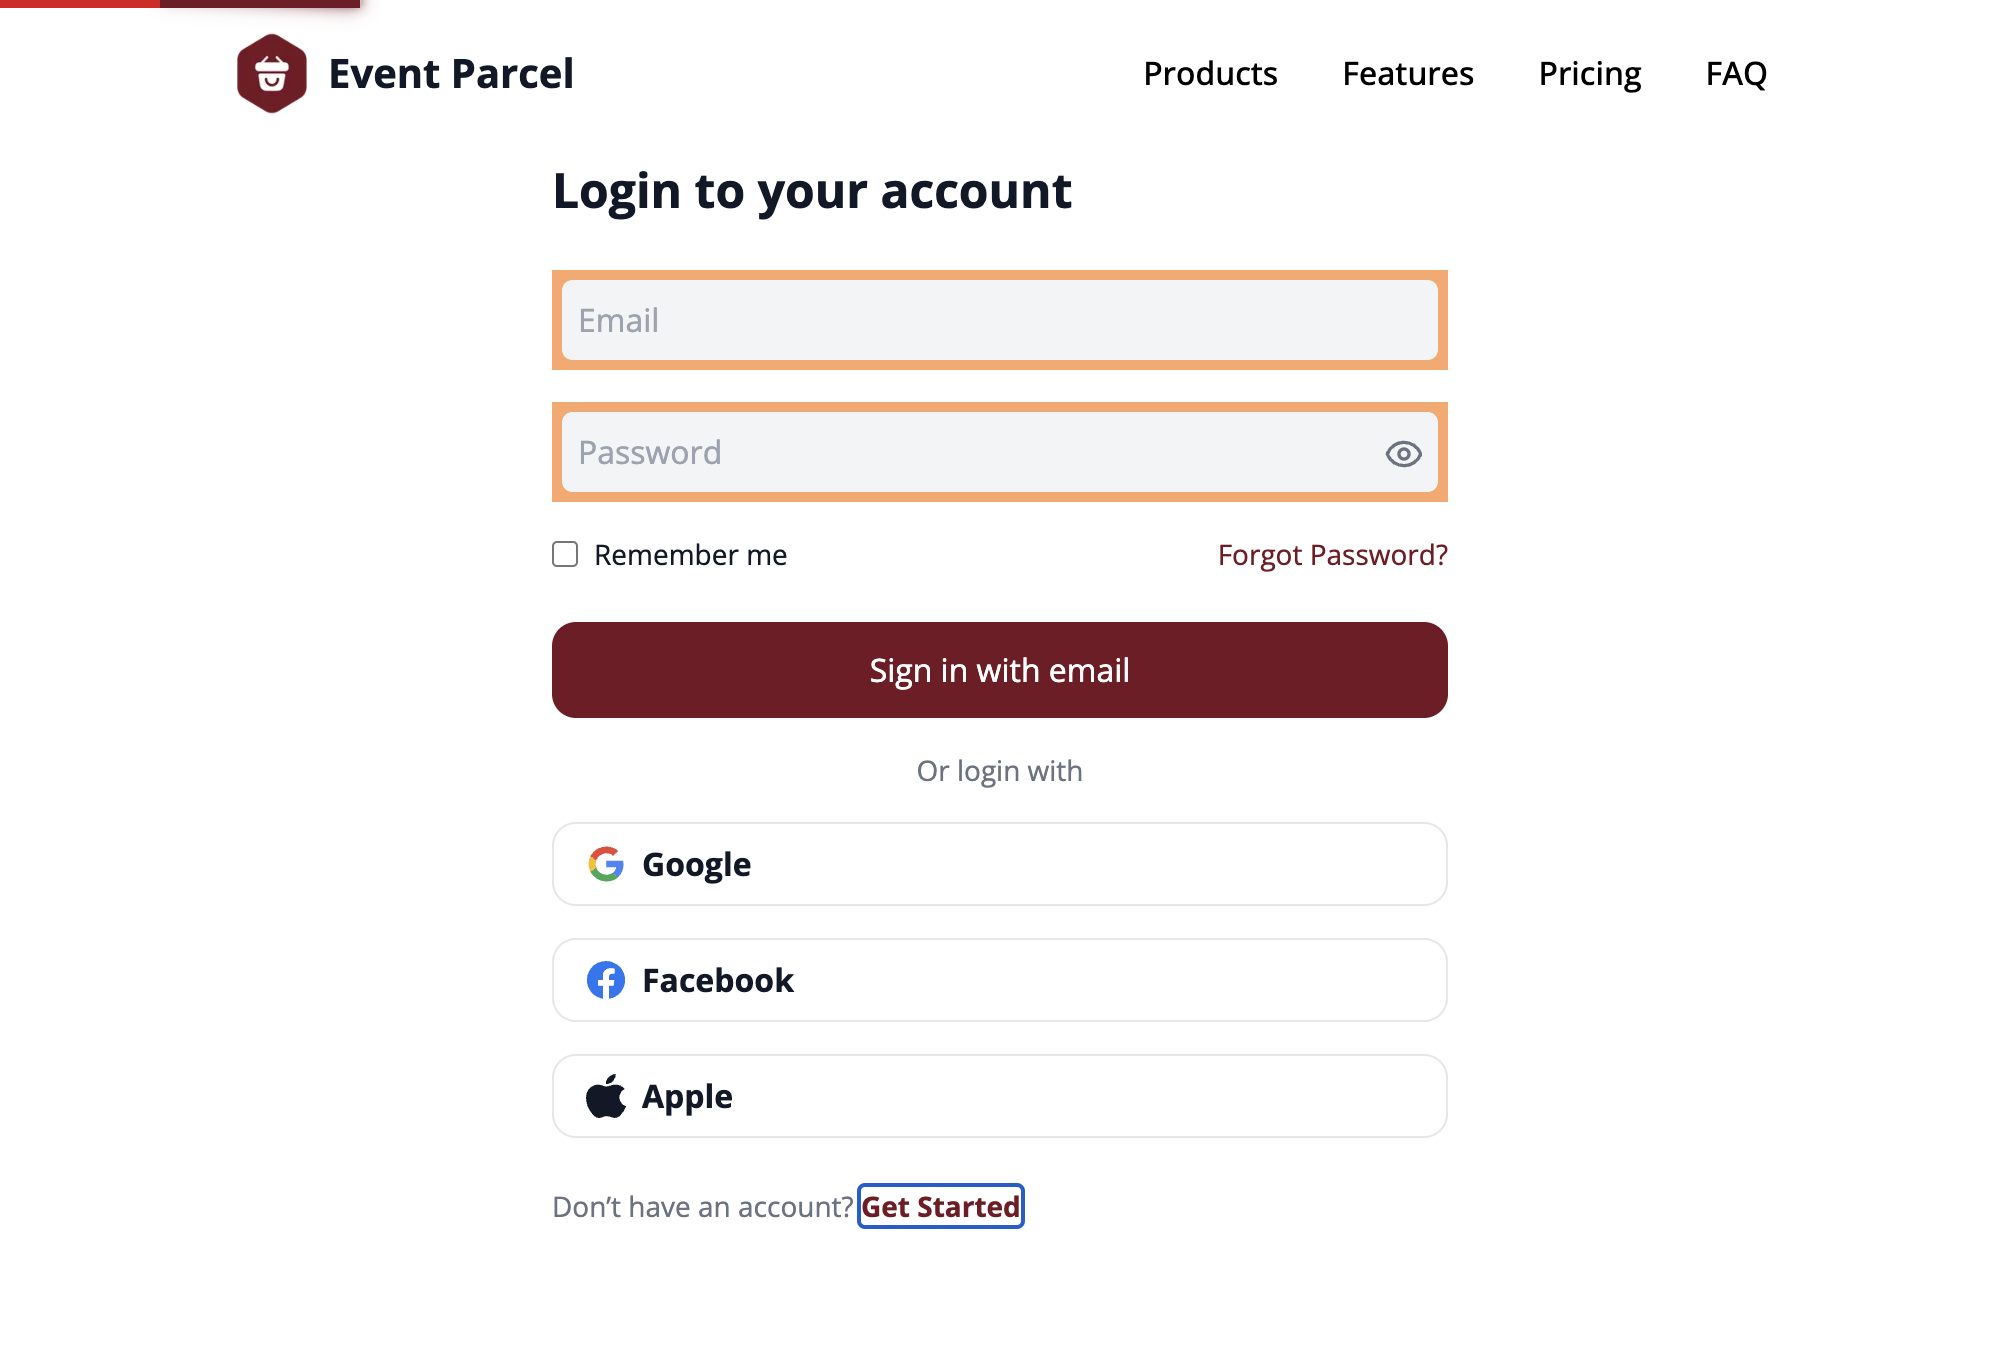 Event Parcel
Products Features Pricing FAQ
Login to your account
Email
Password
Remember me Forgot Password?
Sign in with email
Or login with
Google
Facebook
Apple
Don’t have an account? Get Started